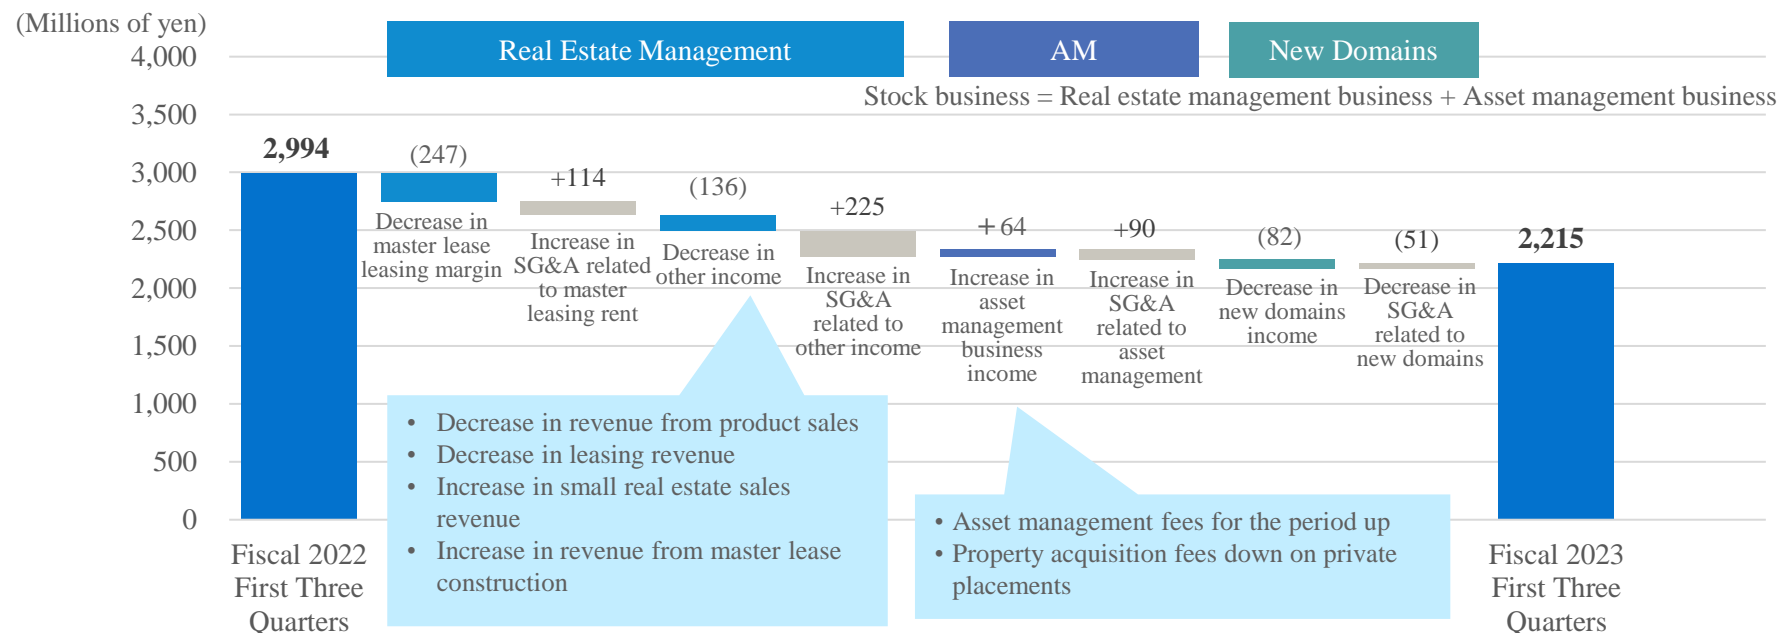 (Millions of yen)
Real Estate Management
AM
New Domains
Stock business = Real estate management business + Asset management business
4,000
3,500
3,000
2,500
2,000
1,500
1,000
500
0
2,994
(247)
Decrease in
master lease
leasing margin
+114
Increase in
SG&A related
to master
leasing rent
(136)
Decrease in
other income
+225
Increase in
SG&A
related to
other income
+64
Increase in
asset
management
business
income
+90
Increase in
SG&A
related to
asset
management
(82)
Decrease in
new domains
income
(51)
Decrease in
SG&A
related to
new domains
2,215
• Decrease in revenue from product sales
• Decrease in leasing revenue
• Increase in small real estate sales
revenue
• Increase in revenue from master lease
construction
• Asset management fees for the period up
• Property acquisition fees down on private
placements
Fiscal 2022
First Three
Quarters
Fiscal 2023
First Three
Quarters